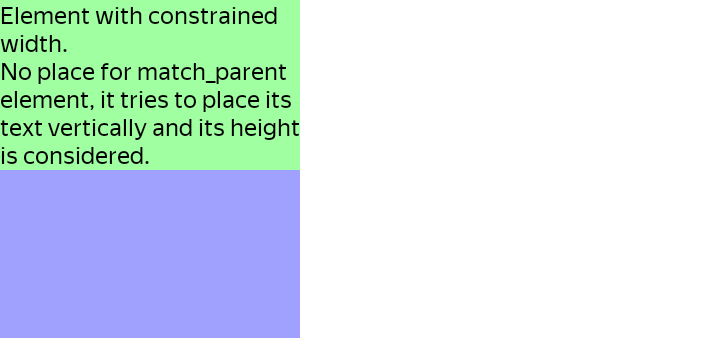 Element with constrained
width.
No place for match_parent
element, it tries to place its
text vertically and its height
is considered.